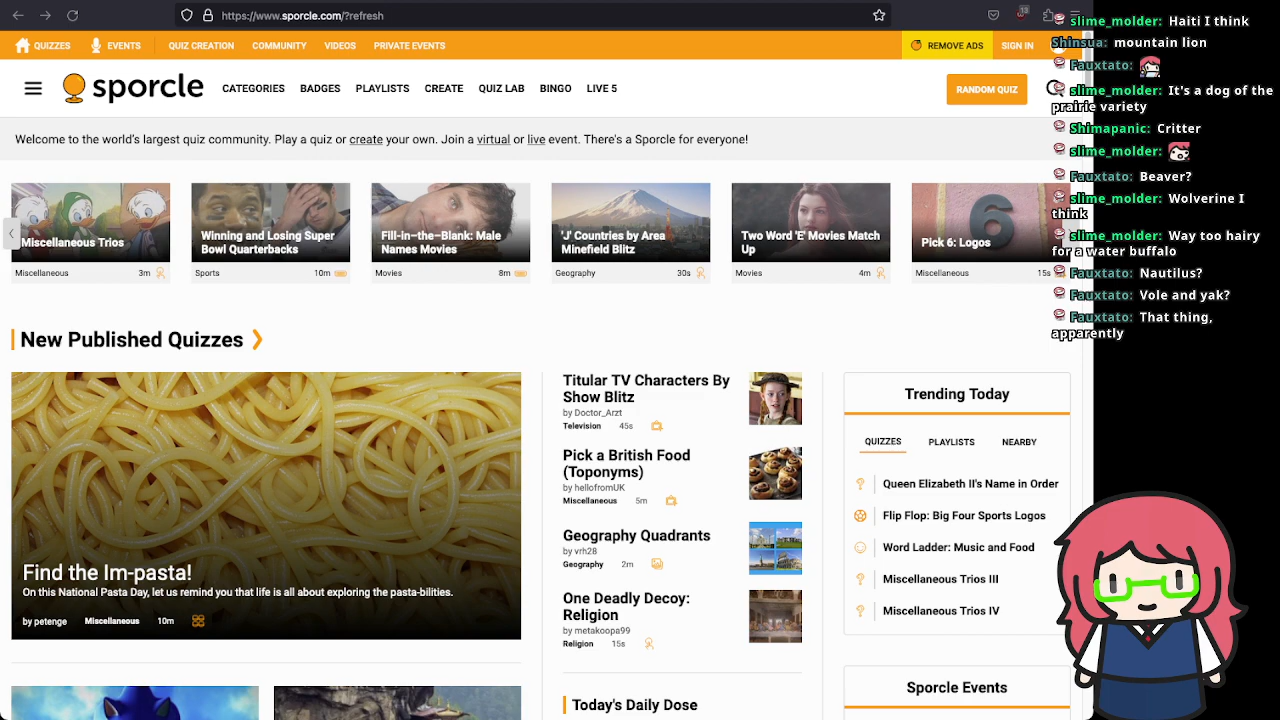 https://www.sporcle.com/?refresh
13
QUIZZES
EVENTS
QUIZ CREATION
COMMUNITY
VIDEOS
PRIVATE EVENTS
REMOVE ADS
SIGN IN
sporcle
CATEGORIES
BADGES
PLAYLISTS
CREATE
QUIZ LAB
BINGO
LIVE 5
RANDOM QUIZ
Welcome to the world's largest quiz community. Play a quiz or create your own. Join a virtual or live event. There's a Sporcle for everyone!
Miscellaneous Trios
Miscellaneous 3m
Winning and Losing Super
Bowl Quarterbacks
Sports 10m
Fill-in-the-Blank: Male
Names Movies
Movies 8m
'J' Countries by Area
Minefield Blitz
Geography 30s
Two Word 'E' Movies Match
Up
Movies 4m
6
Pick 6: Logos
Miscellaneous 15s
New Published Quizzes
Find the Im-pasta!
On this National Pasta Day, let us remind you that life is all about exploring the pasta-bilities.
by petenge Miscellaneous 10m
Titular TV Characters By
Show Blitz
by Doctor_Arzt
Television 45s
Pick a British Food
(Toponyms)
by hellofromUK
Miscellaneous 5m
Geography Quadrants
by vrh28
Geography 2m
One Deadly Decoy:
Religion
by metakoopa99
Religion 15s
Today's Daily Dose
Trending Today
QUIZZES PLAYLISTS NEARBY
Queen Elizabeth II's Name in Order
Flip Flop: Big Four Sports Logos
Word Ladder: Music and Food
Miscellaneous Trios III
Miscellaneous Trios IV
Sporcle Events
slime_molder: Haiti I think
Shinsua: mountain lion
Fauxtato:
slime_molder: It's a dog of the
prairie variety
Shimapanic: Critter
slime_molder:
Fauxtato: Beaver?
slime_molder: Wolverine I
think
slime_molder: Way too hairy
for a water buffalo
Fauxtato: Nautilus?
Fauxtato: Vole and yak?
Fauxtato: That thing,
apparently